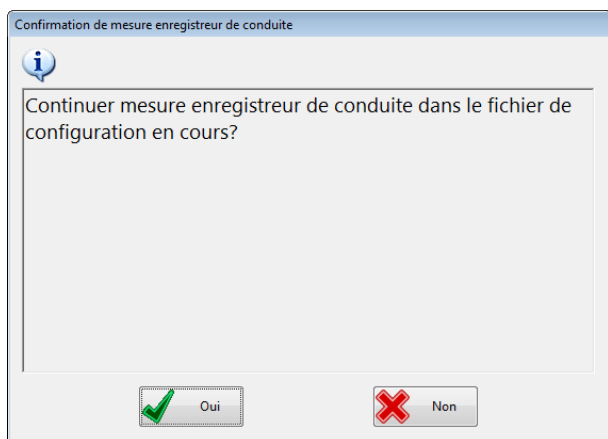 Confirmation de mesure enregistreur de conduite
Continuer mesure enregistreur de conduite dans le fichier de
configuration en cours?
Oui
Non